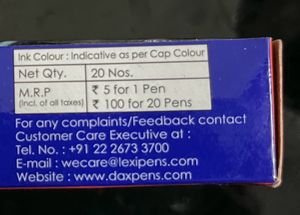 Ink Colour : Indicative as per Cap Colour
Net Qty. 20 Nos.
M.R.P ₹ 5 for 1 Pen
(Incl. of all taxes) ₹ 100 for 20 Pens
For any complaints/Feedback contact
Customer Care Executive at :
Tel. No. : +91 22 2673 3700
E-mail : wecare@lexipens.com
Website : www.daxpens.com